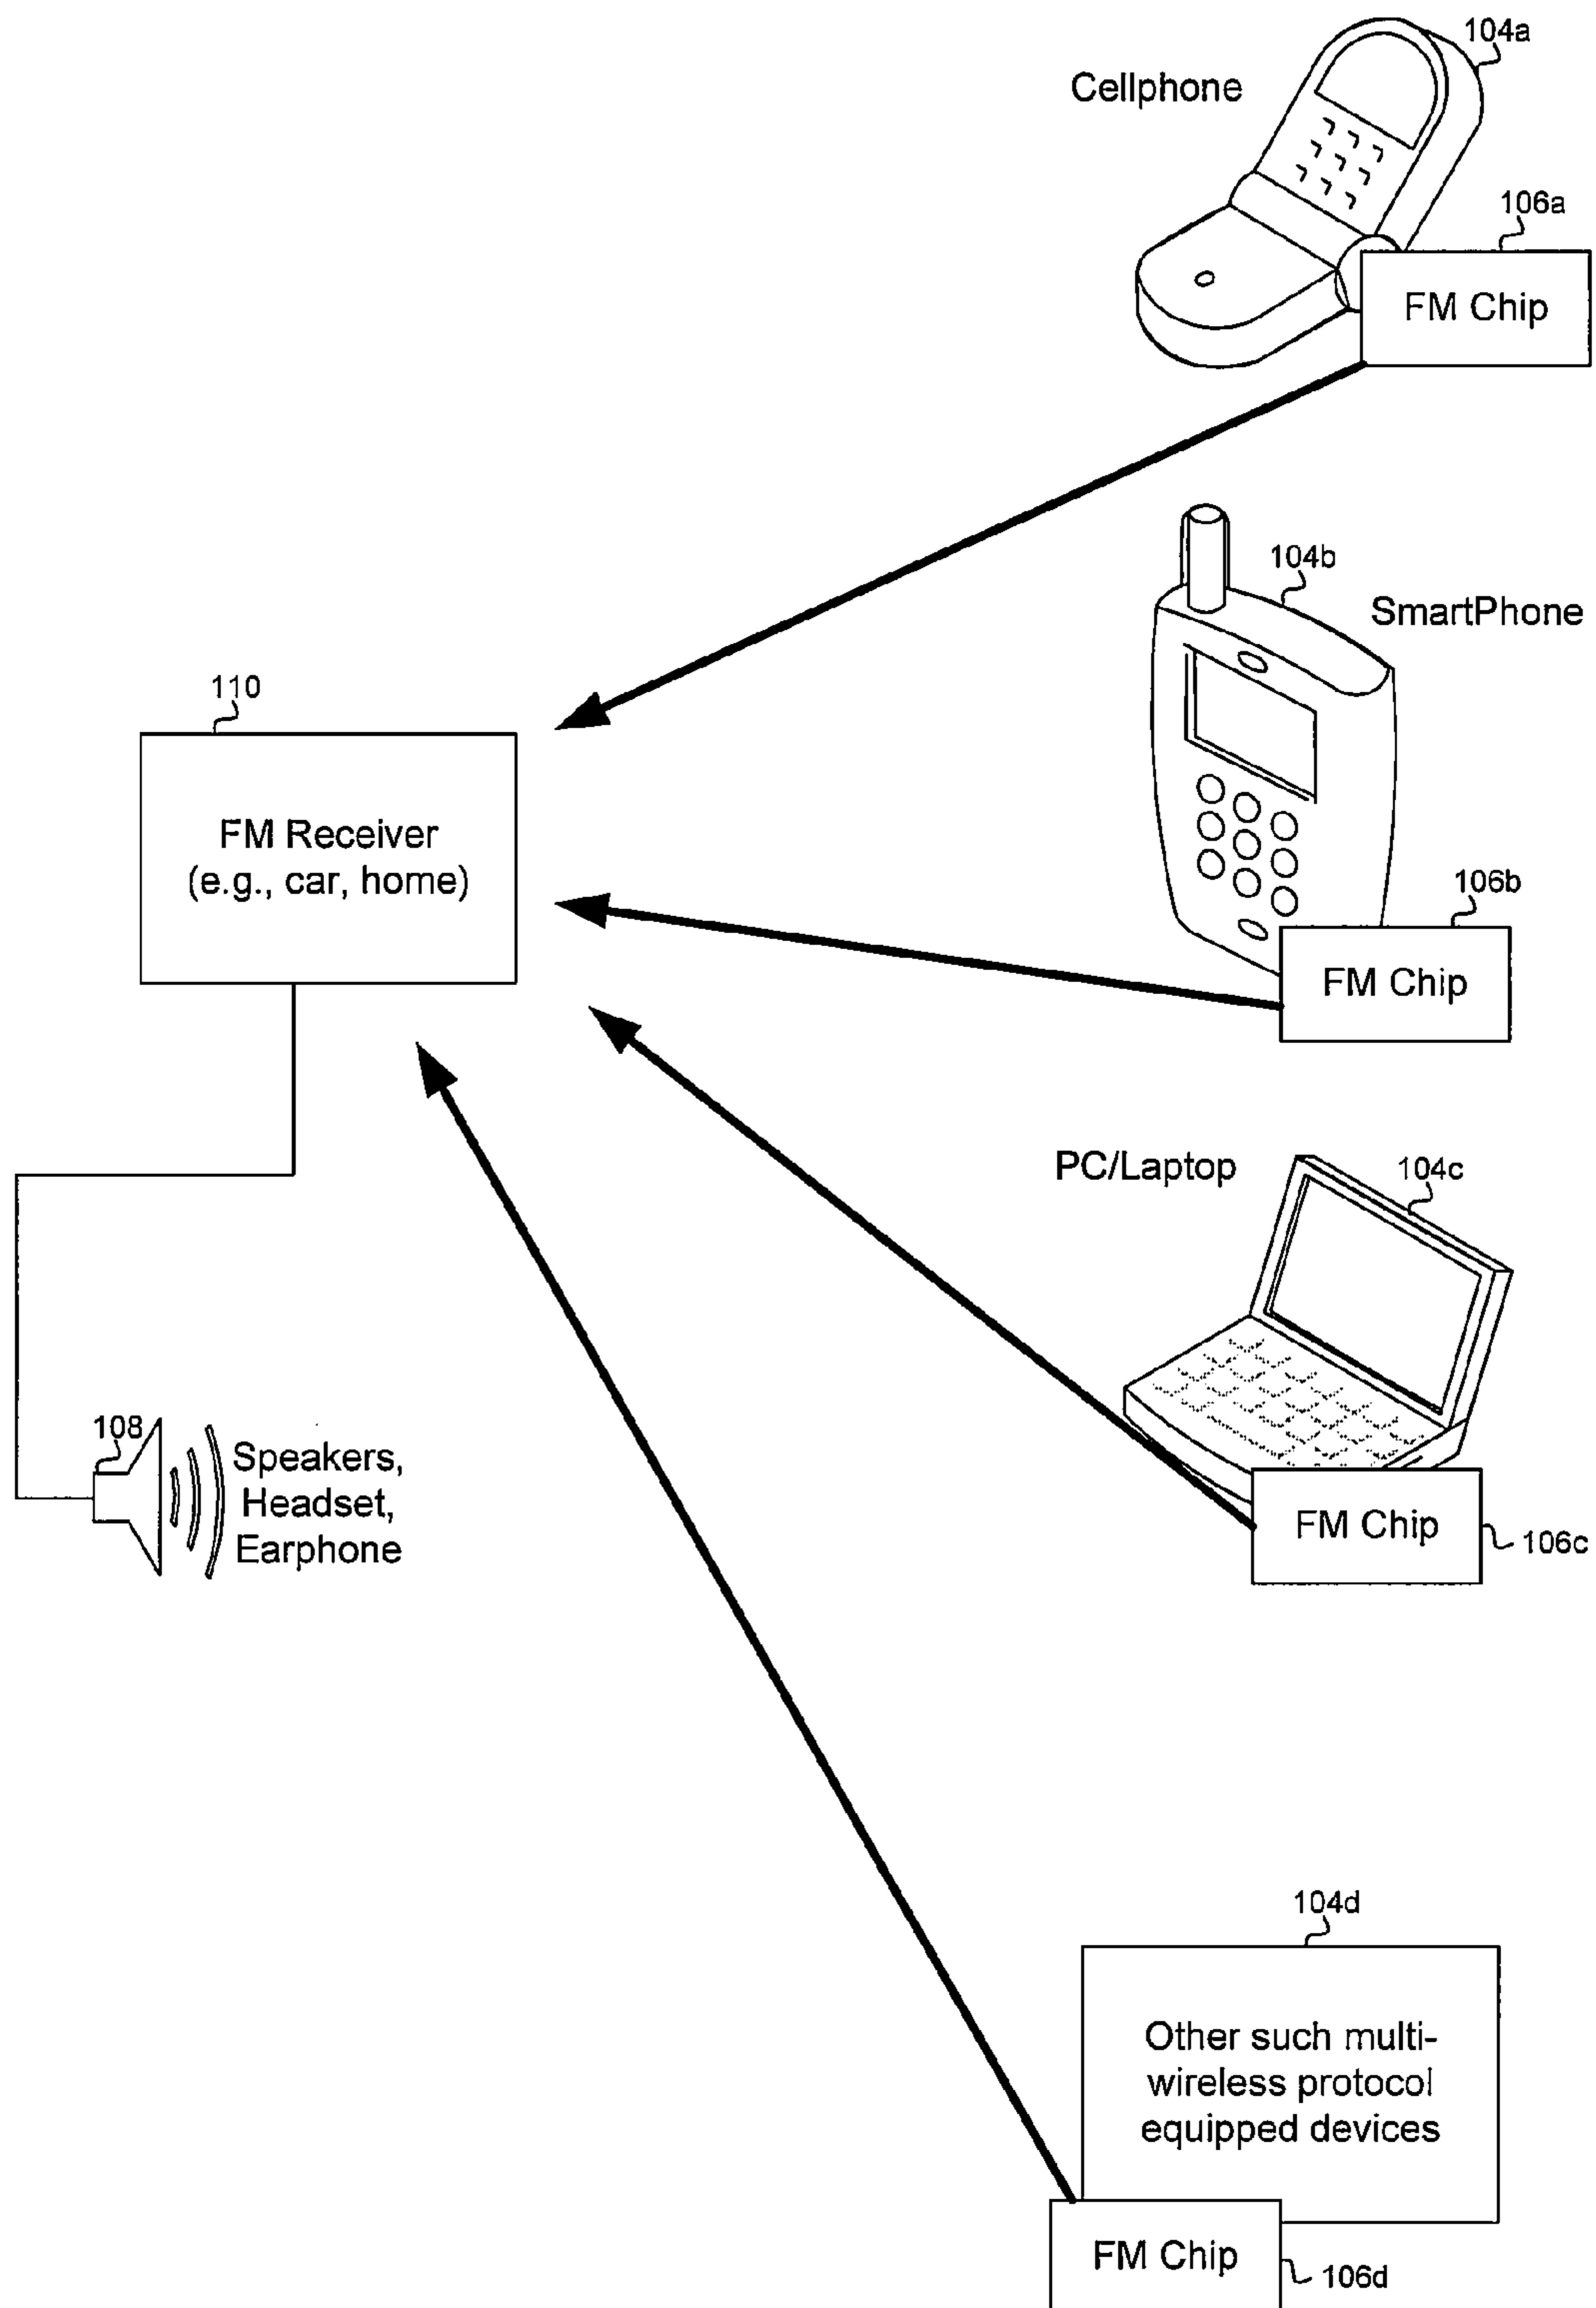 104a
Cellphone
106a
FM Chip
104b
SmartPhone
110
FM Receiver
(e.g., car, home)
106b
FM Chip
PC/Laptop
104c
108
Speakers,
Headset,
Earphone
FM Chip
106c
104d
Other such multi-
wireless protocol
equipped devices
FM Chip
106d